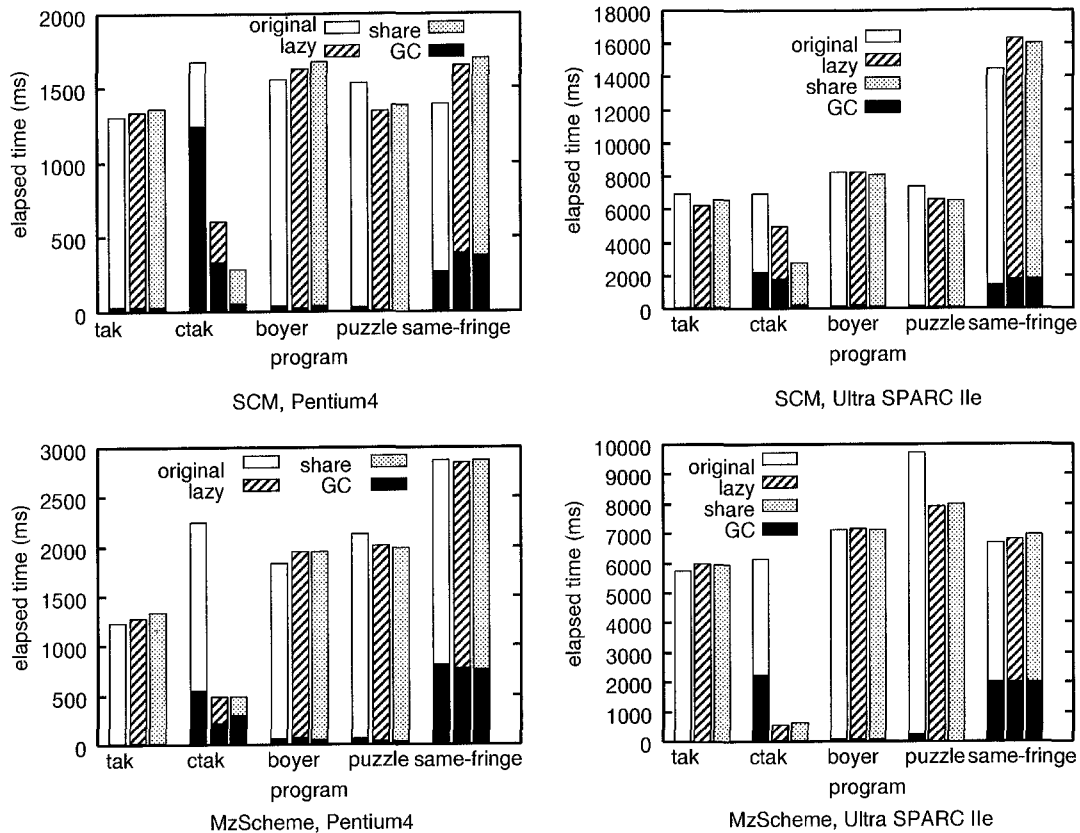 2000
1500
1000
500
0
elapsed time (ms)
original
lazy
share
GC
tak
ctak
boyer
puzzle
same-fringe
program
SCM, Pentium4
18000
16000
14000
12000
10000
8000
6000
4000
2000
0
elapsed time (ms)
original
lazy
share
GC
tak
ctak
boyer
puzzle
same-fringe
program
SCM, Ultra SPARC IIe
3000
2500
2000
1500
1000
500
0
elapsed time (ms)
original
lazy
share
GC
tak
ctak
boyer
puzzle
same-fringe
program
MzScheme, Pentium4
10000
9000
8000
7000
6000
5000
4000
3000
2000
1000
0
elapsed time (ms)
original
lazy
share
GC
tak
ctak
boyer
puzzle
same-fringe
program
MzScheme, Ultra SPARC IIe